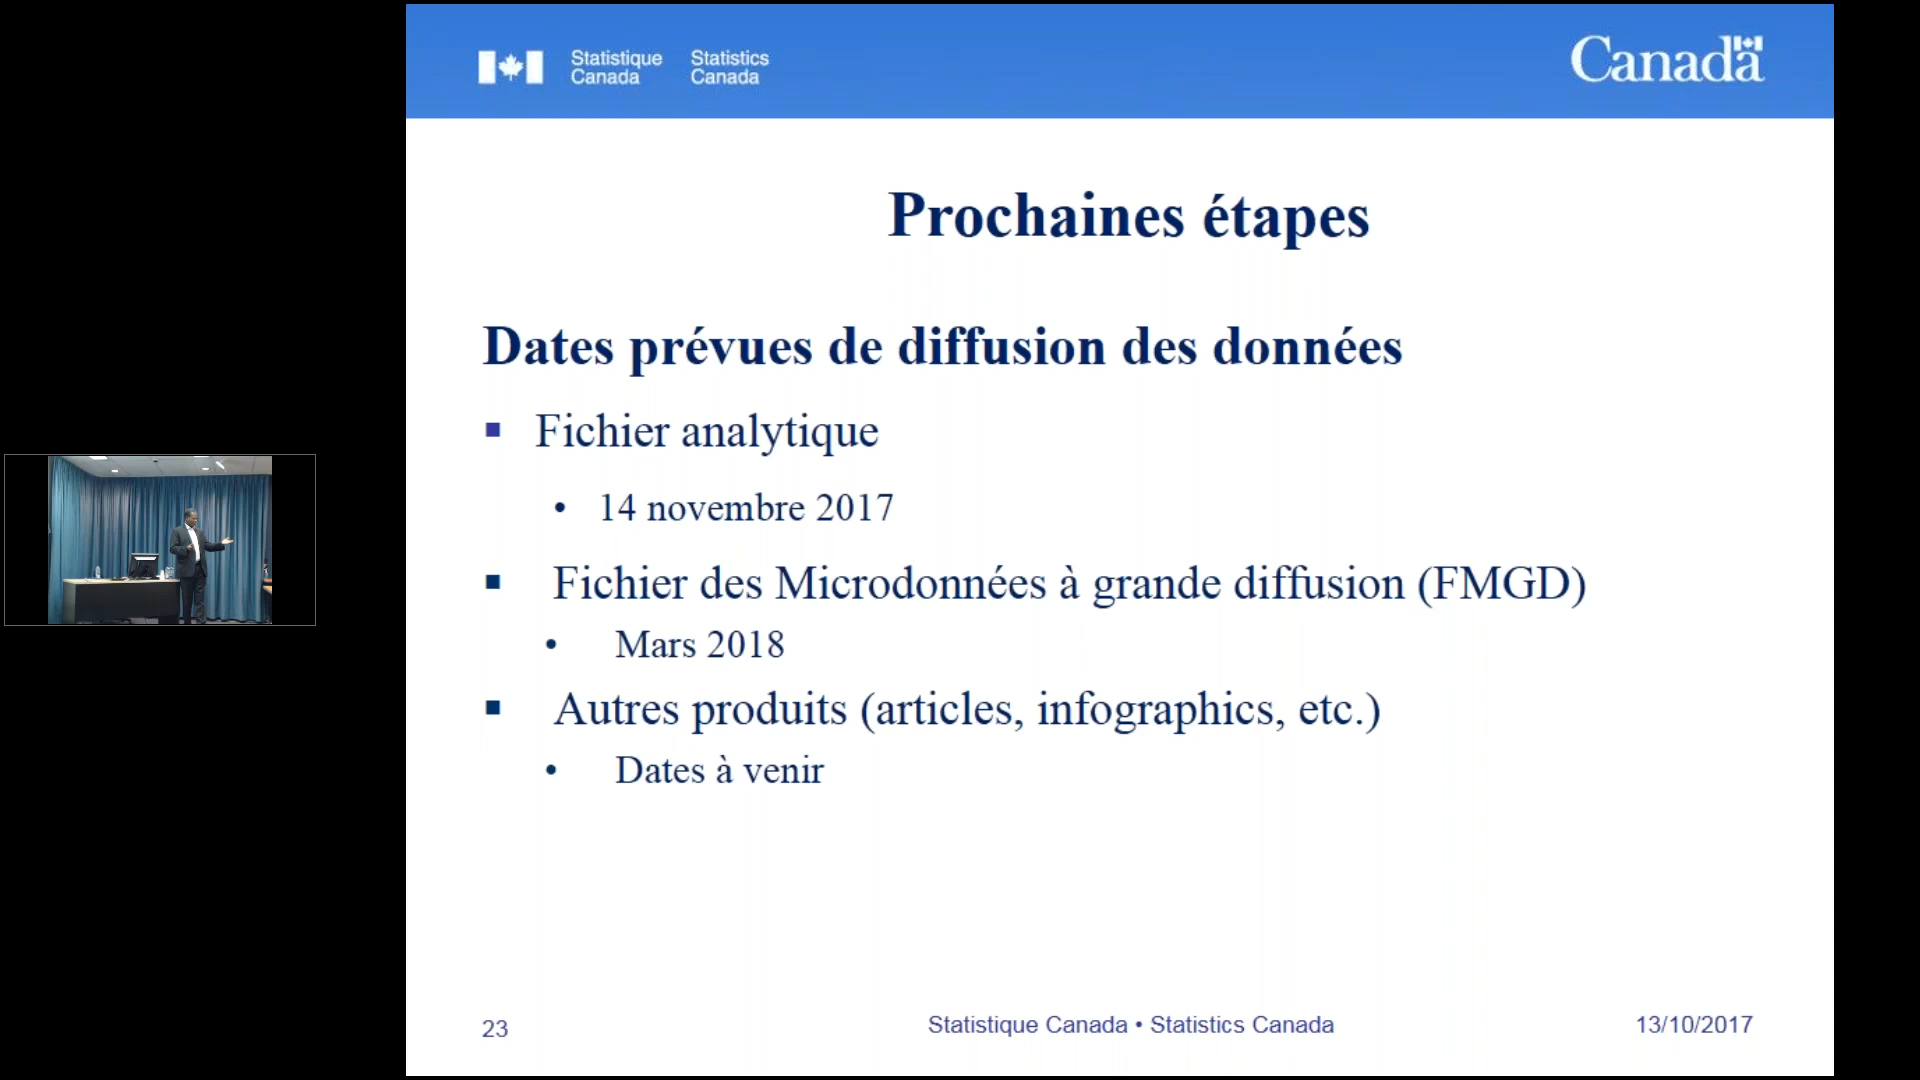 Statistique Canada
Statistics Canada
Canada
Prochaines étapes
Dates prévues de diffusion des données
▪ Fichier analytique
• 14 novembre 2017
▪ Fichier des Microdonnées à grande diffusion (FMGD)
• Mars 2018
▪ Autres produits (articles, infographics, etc.)
• Dates à venir
23
Statistique Canada • Statistics Canada
13/10/2017